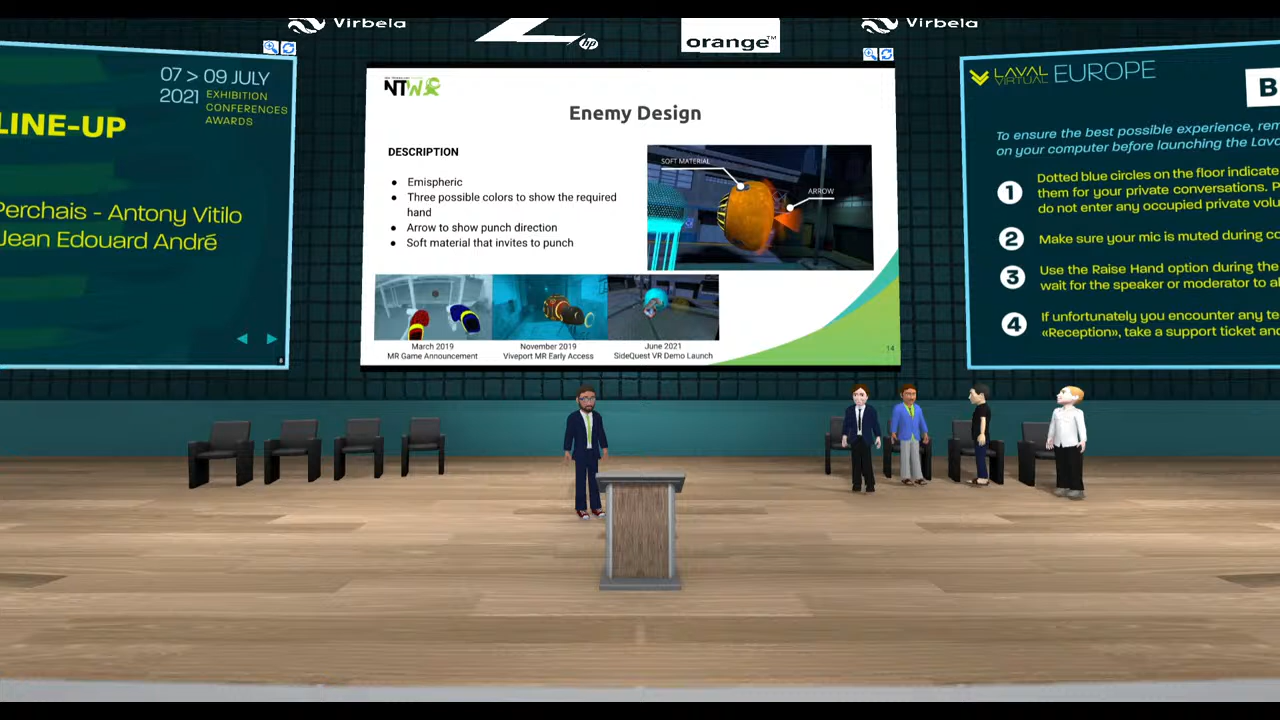 Virbela
hp
orange™
Virbela
07 > 09 JULY
2021
EXHIBITION
CONFERENCES
AWARDS
LINE-UP
Perchais - Antony Vitilo
Jean Edouard André
8
NTW
Enemy Design
DESCRIPTION
● Emispheric
● Three possible colors to show the required
hand
● Arrow to show punch direction
● Soft material that invites to punch
SOFT MATERIAL
ARROW
March 2019
MR Game Announcement
November 2019
Viveport MR Early Access
June 2021
SideQuest VR Demo Launch
14
LAVAL
VIRTUAL
EUROPE
B
To ensure the best possible experience, rem
on your computer before launching the Lava
1 Dotted blue circles on the floor indicate
them for your private conversations. P
do not enter any occupied private volu
2 Make sure your mic is muted during co
3 Use the Raise Hand option during the
wait for the speaker or moderator to al
4 If unfortunately you encounter any te
«Reception», take a support ticket and